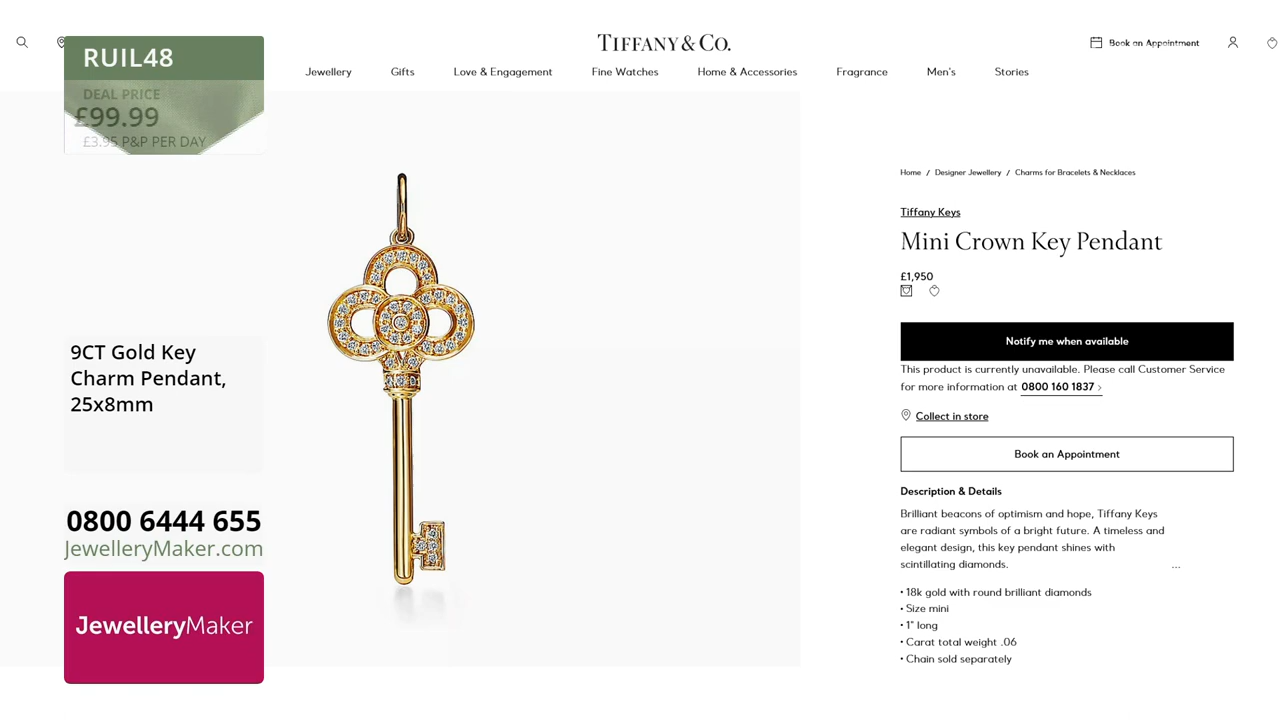 TIFFANY & CO.
Book an Appointment
Jewellery
Gifts
Love & Engagement
Fine Watches
Home & Accessories
Fragrance
Men's
Stories
RUIL48
DEAL PRICE
£99.99
£3.95 P&P PER DAY
9CT Gold Key
Charm Pendant,
25x8mm
0800 6444 655
JewelleryMaker.com
JewelleryMaker
Home / Designer Jewellery / Charms for Bracelets & Necklaces
Tiffany Keys
Mini Crown Key Pendant
£1,950
Notify me when available
This product is currently unavailable. Please call Customer Service
for more information at 0800 160 1837 >
Collect in store
Book an Appointment
Description & Details
Brilliant beacons of optimism and hope, Tiffany Keys
are radiant symbols of a bright future. A timeless and
elegant design, this key pendant shines with
scintillating diamonds.
...
• 18k gold with round brilliant diamonds
• Size mini
• 1" long
• Carat total weight .06
• Chain sold separately